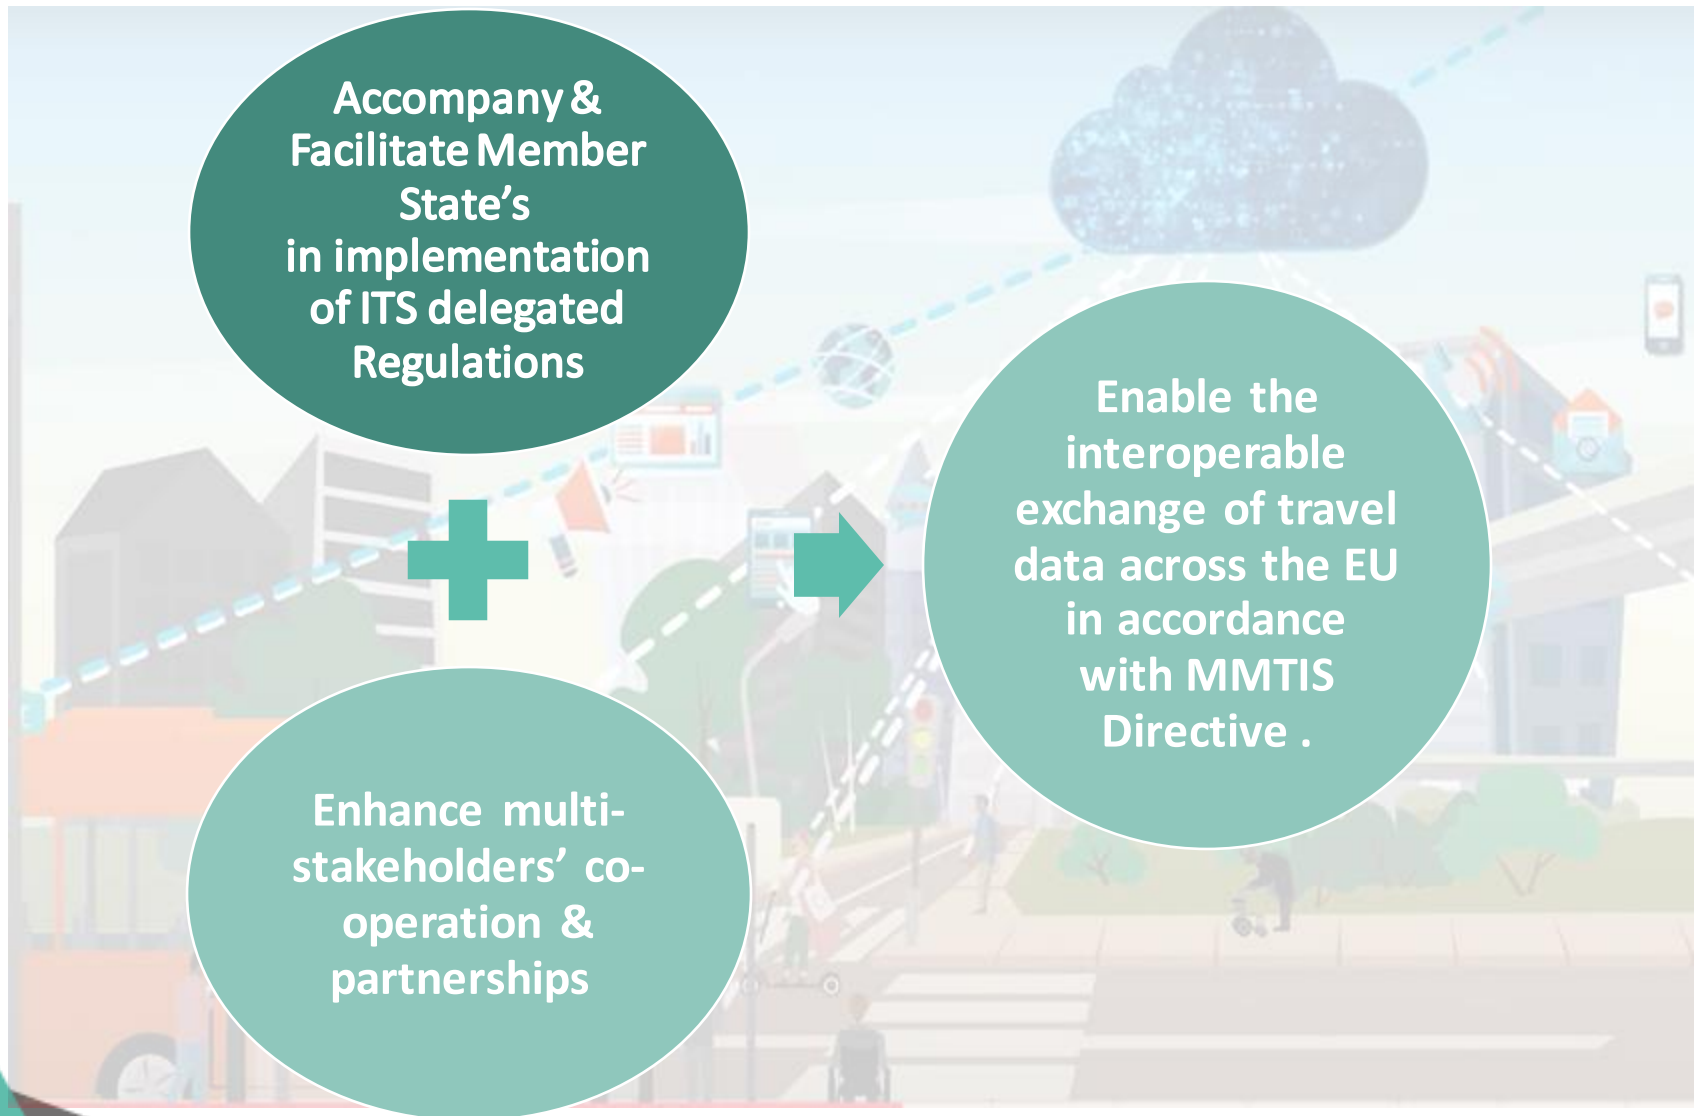 Accompany &
Facilitate Member
State’s
in implementation
of ITS delegated
Regulations
Enhance multi-
stakeholders’ co-
operation &
partnerships
Enable the
interoperable
exchange of travel
data across the EU
in accordance
with MMTIS
Directive .